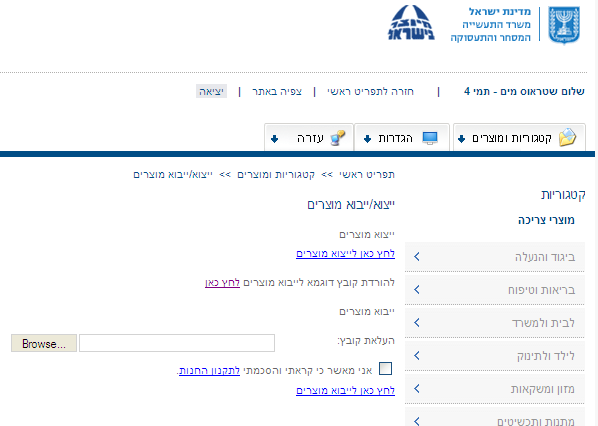 מדינת ישראל
משרד התעשייה
המסחר והתעסוקה
מיוצר בישראל
שלום שטראוס מים - תמי 4 | חזרה לתפריט ראשי | צפיה באתר | יציאה
קטגוריות ומוצרים
הגדרות
עזרה
תפריט ראשי >> קטגוריות ומוצרים >> ייצוא/ייבוא מוצרים
קטגוריות
מוצרי צריכה
ביגוד והנעלה
בריאות וטיפוח
לבית ולמשרד
לילד ולתינוק
מזון ומשקאות
מתנות ותכשיטים
ייצוא/ייבוא מוצרים
ייצוא מוצרים
לחץ כאן לייצוא מוצרים
להורדת קובץ דוגמא לייבוא מוצרים לחץ כאן
ייבוא מוצרים
העלאת קובץ:
Browse...
אני מאשר כי קראתי והסכמתי לתקנון החנות.
לחץ כאן לייבוא מוצרים